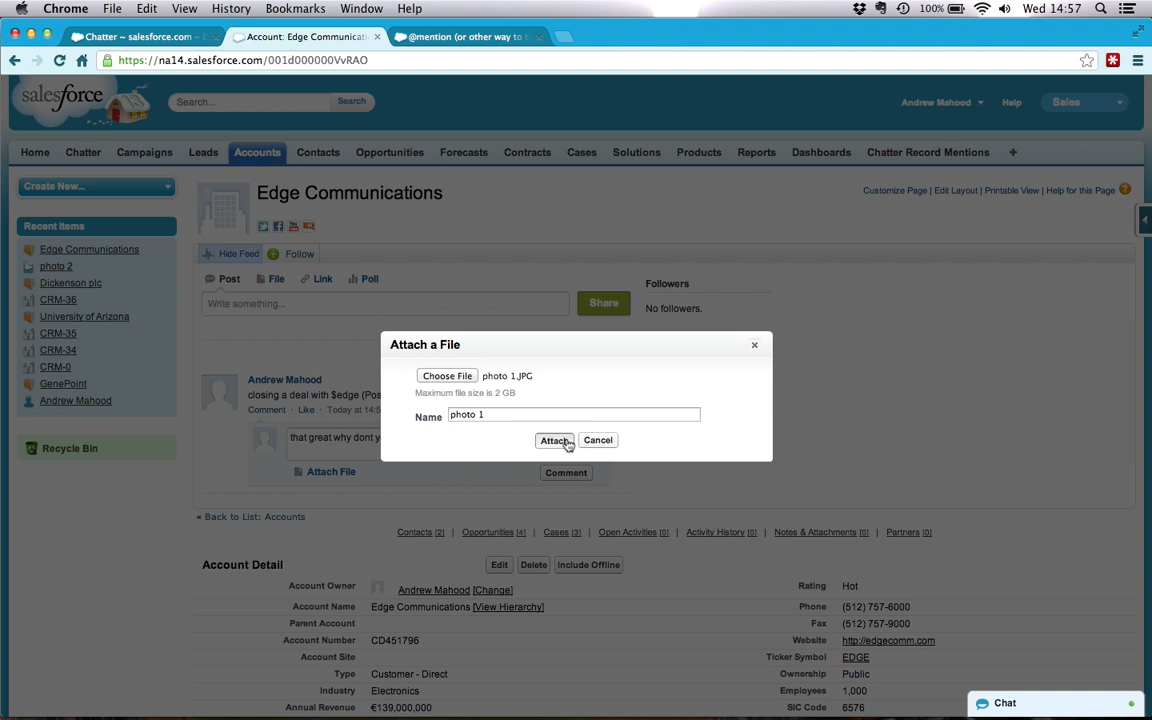 Chrome File Edit View History Bookmarks Window Help 100% Wed 14:57
Chatter ~ salesforce.com ~ Account: Edge Communicati @mention (or other way to t
https://na14.salesforce.com/001d000000VvRAO
salesforce Search... Search Andrew Mahood Help Sales
Home Chatter Campaigns Leads Accounts Contacts Opportunities Forecasts Contracts Cases Solutions Products Reports Dashboards Chatter Record Mentions +
Create New...
Edge Communications
Customize Page | Edit Layout | Printable View | Help for this Page ?
Recent Items
Edge Communications
photo 2
Dickenson plc
CRM-36
University of Arizona
CRM-35
CRM-34
CRM-0
GenePoint
Andrew Mahood
Recycle Bin
Hide Feed Follow
Post File Link Poll
Write something... Share
Followers
No followers.
Attach a File
Choose File photo 1.JPG
Maximum file size is 2 GB
Name photo 1
Attach Cancel
Andrew Mahood
closing a deal with $edge (Pos
Comment · Like · Today at 14:5
that great why dont y
Attach File Comment
« Back to List: Accounts
Contacts [2] | Opportunities [4] | Cases [3] | Open Activities [0] | Activity History [0] | Notes & Attachments [0] | Partners [0]
Account Detail Edit Delete Include Offline
Account Owner Andrew Mahood [Change] Rating Hot
Account Name Edge Communications [View Hierarchy] Phone (512) 757-6000
Parent Account Fax (512) 757-9000
Account Number CD451796 Website http://edgecomm.com
Account Site Ticker Symbol EDGE
Type Customer - Direct Ownership Public
Industry Electronics Employees 1,000
Annual Revenue €139,000,000 SIC Code 6576
Chat